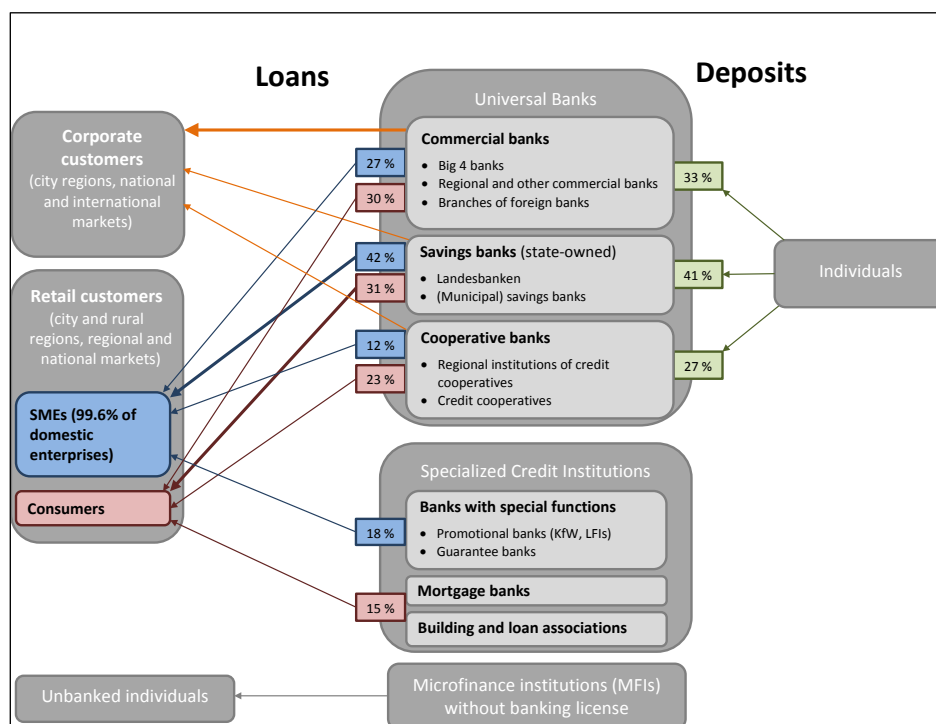 Loans
Deposits
Universal Banks
Corporate
customers
(city regions, national
and international
markets)
Commercial banks
• Big 4 banks
• Regional and other commercial banks
• Branches of foreign banks
27 %
30 %
33 %
Savings banks (state-owned)
• Landesbanken
• (Municipal) savings banks
42 %
31 %
41 %
Individuals
Retail customers
(city and rural
regions, regional and
national markets)
Cooperative banks
• Regional institutions of credit
cooperatives
• Credit cooperatives
12 %
23 %
27 %
SMEs (99.6% of
domestic
enterprises)
Consumers
Specialized Credit Institutions
Banks with special functions
• Promotional banks (KfW, LFIs)
• Guarantee banks
18 %
Mortgage banks
15 %
Building and loan associations
Unbanked individuals
Microfinance institutions (MFIs)
without banking license